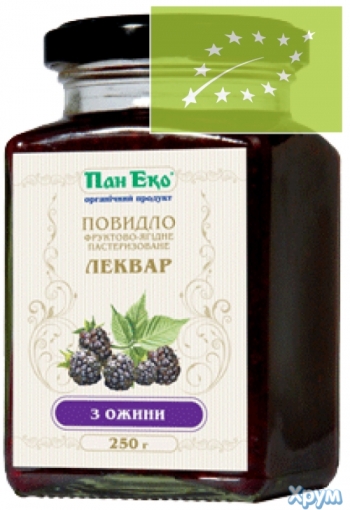 Пан Еко®
органічний продукт
ПОВИДЛО
ФРУКТОВО-ЯГІДНЕ
ПАСТЕРИЗОВАНЕ
ЛЕКВАР
З ОЖИНИ
250 г
Хрум